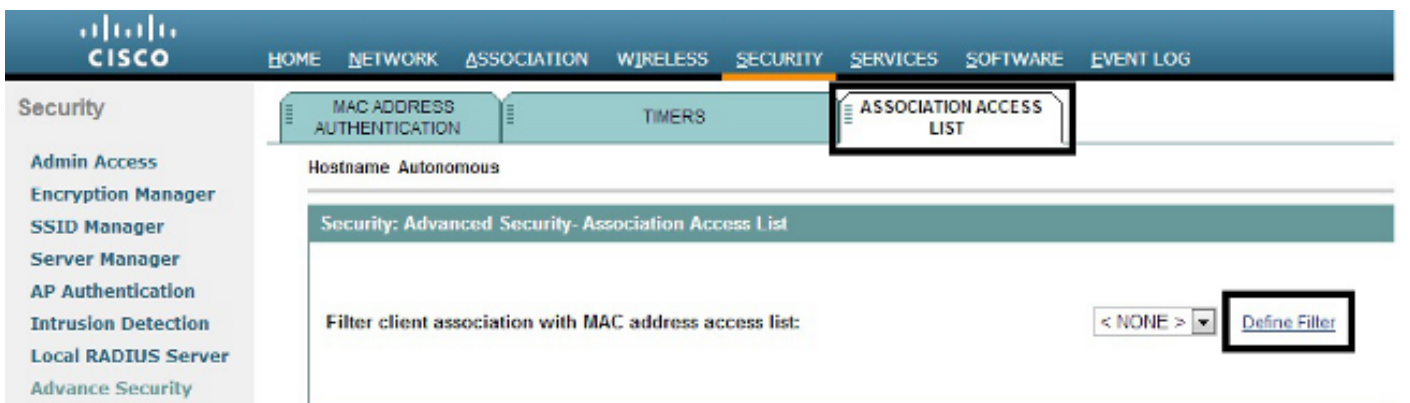 CISCO
HOME NETWORK ASSOCIATION WIRELESS SECURITY SERVICES SOFTWARE EVENT LOG
Security
Admin Access
Encryption Manager
SSID Manager
Server Manager
AP Authentication
Intrusion Detection
Local RADIUS Server
Advance Security
MAC ADDRESS
AUTHENTICATION
TIMERS
ASSOCIATION ACCESS
LIST
Hostname Autonomous
Security: Advanced Security- Association Access List
Filter client association with MAC address access list:
< NONE >
Define Filter